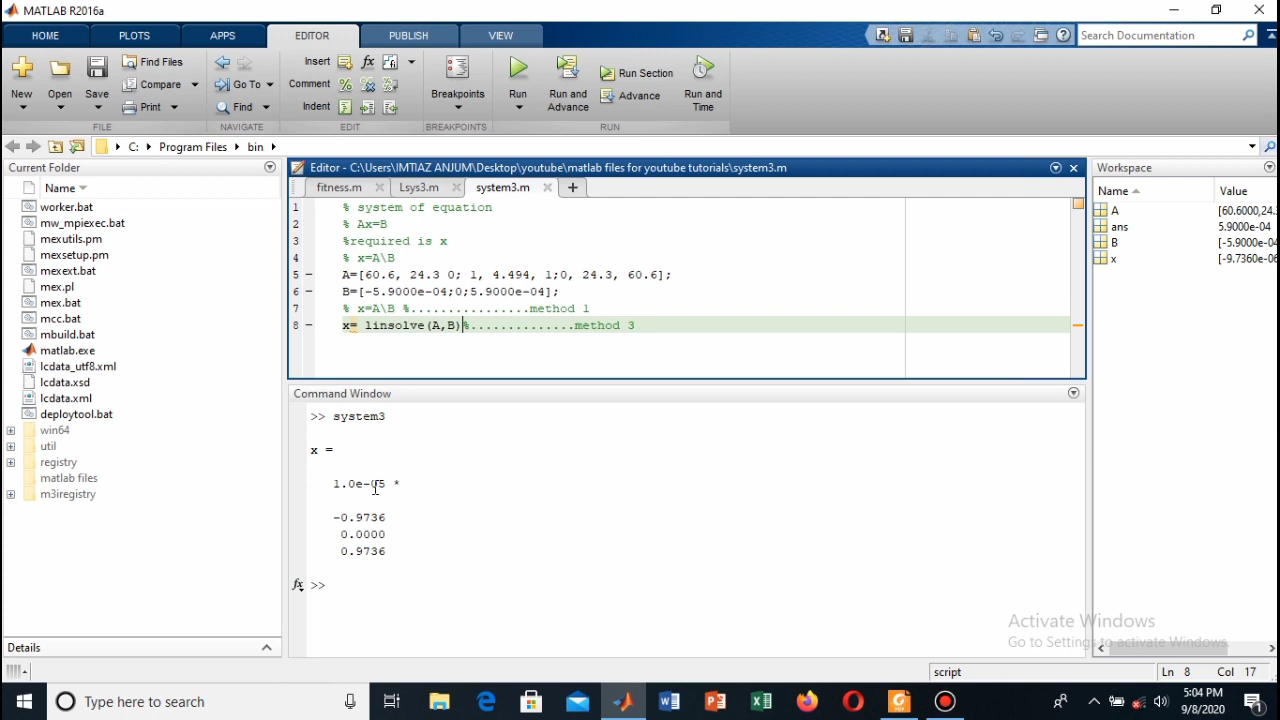 MATLAB R2016a
HOME PLOTS APPS EDITOR PUBLISH VIEW Search Documentation
New Open Save Find Files Compare Print Go To Find Insert Comment Indent Breakpoints Run Run and Advance Run Section Advance Run and Time
FILE NAVIGATE EDIT BREAKPOINTS RUN
C: Program Files bin
Current Folder
Name
worker.bat
mw_mpiexec.bat
mexutils.pm
mexsetup.pm
mexext.bat
mex.pl
mex.bat
mcc.bat
mbuild.bat
matlab.exe
lcdata_utf8.xml
lcdata.xsd
lcdata.xml
deploytool.bat
win64
util
registry
matlab files
m3iregistry
Details
Editor - C:\Users\IMTIAZ ANJUM\Desktop\youtube\matlab files for youtube tutorials\system3.m
fitness.m Lsys3.m system3.m
1 % system of equation
2 % Ax=B
3 %required is x
4 % x=A\B
5 – A=[60.6, 24.3 0; 1, 4.494, 1;0, 24.3, 60.6];
6 – B=[-5.9000e-04;0;5.9000e-04];
7 % x=A\B %................method 1
8 – x= linsolve(A,B)%..............method 3
Command Window
>> system3
x =
1.0e-05 *
-0.9736
0.0000
0.9736
fx >>
Workspace
Name Value
A [60.6000,24.
ans 5.9000e-04
B [-5.9000e-04
x [-9.7360e-06
Activate Windows
Go to Settings to activate Windows.
script Ln 8 Col 17
Type here to search
5:04 PM
9/8/2020